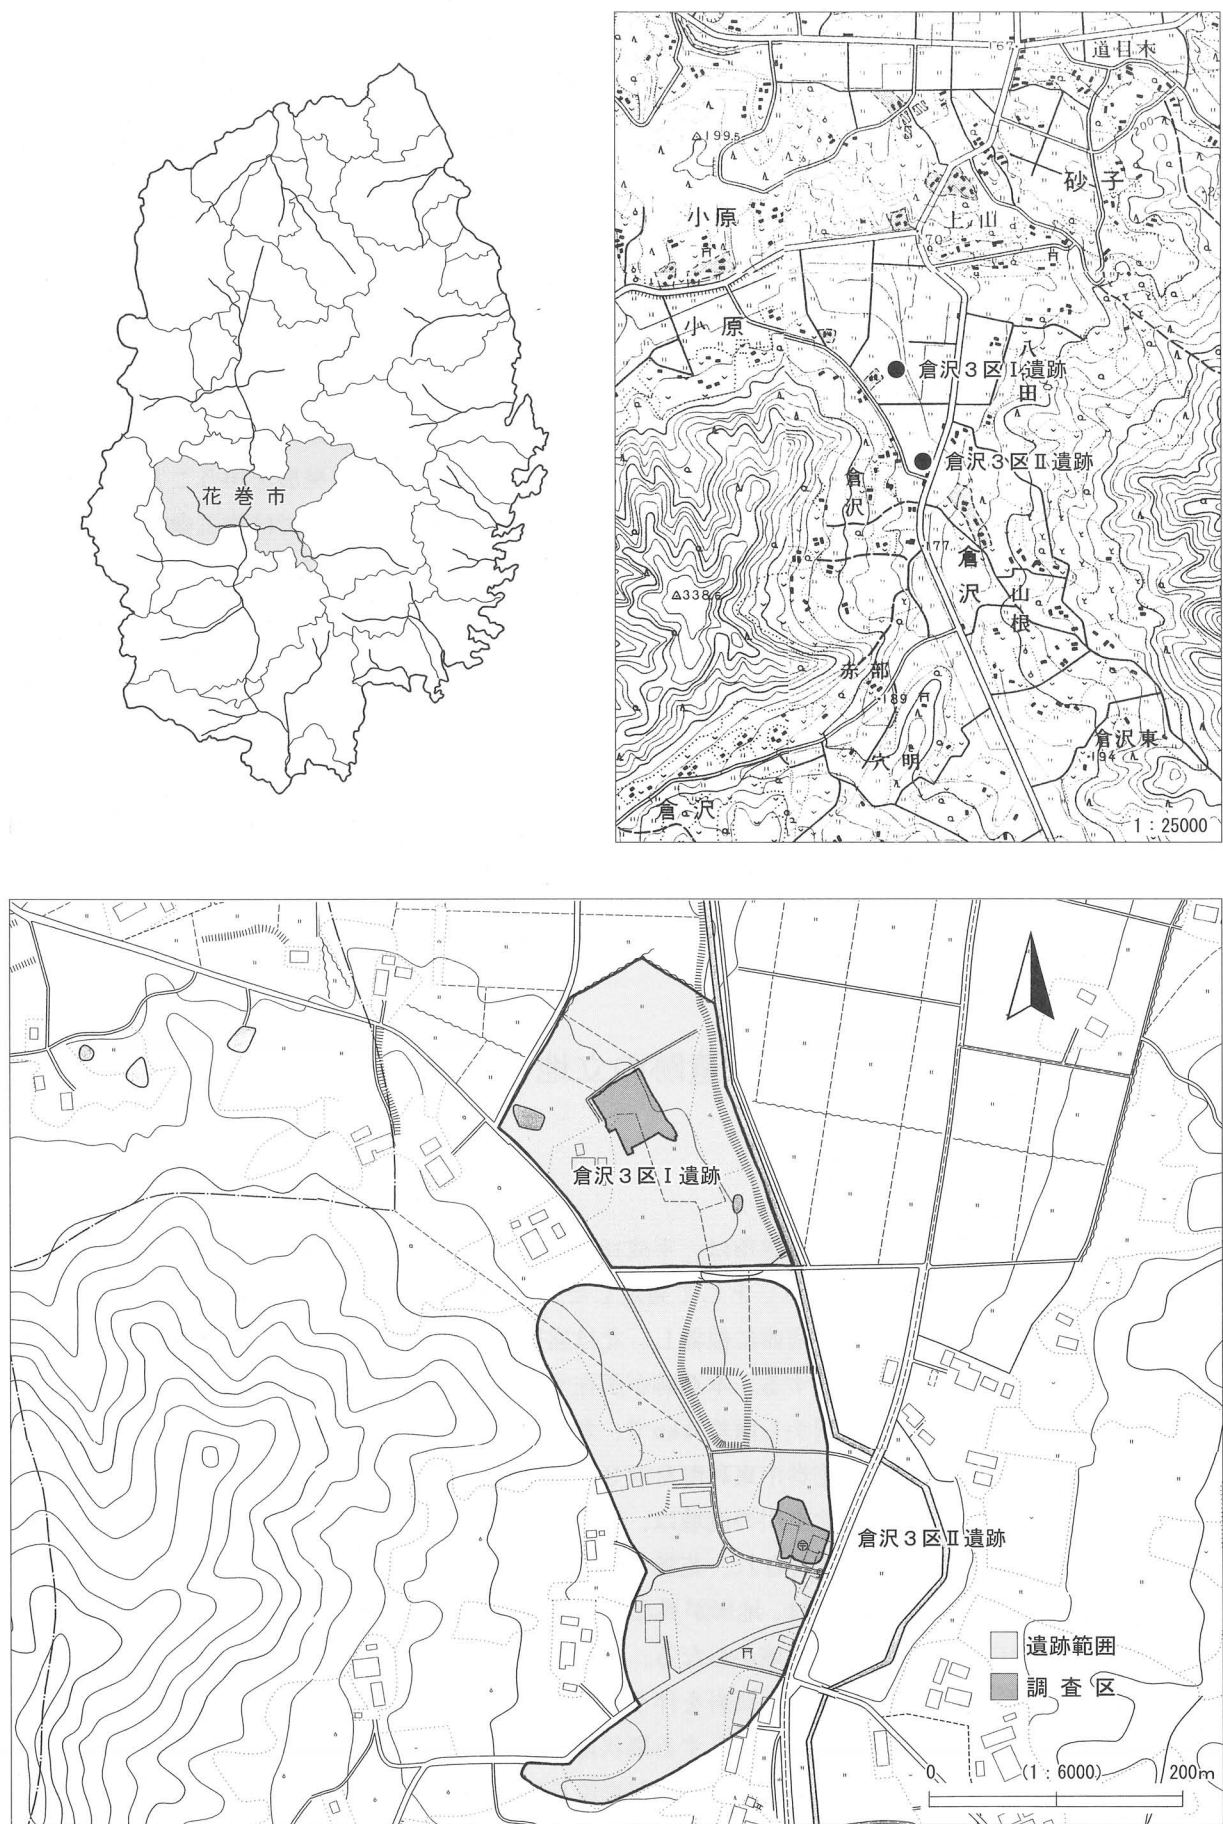 花巻市
167
道目木
△199.5
200
砂子
小原
上山
170
小原
八田
倉沢3区Ⅰ遺跡
倉沢3区Ⅱ遺跡
倉沢
177
倉沢
△338.6
山根
赤部
・189
倉沢東
・194
穴明
倉沢
1:25000
倉沢3区Ⅰ遺跡
倉沢3区Ⅱ遺跡
遺跡範囲
調査区
0 (1:6000) 200m